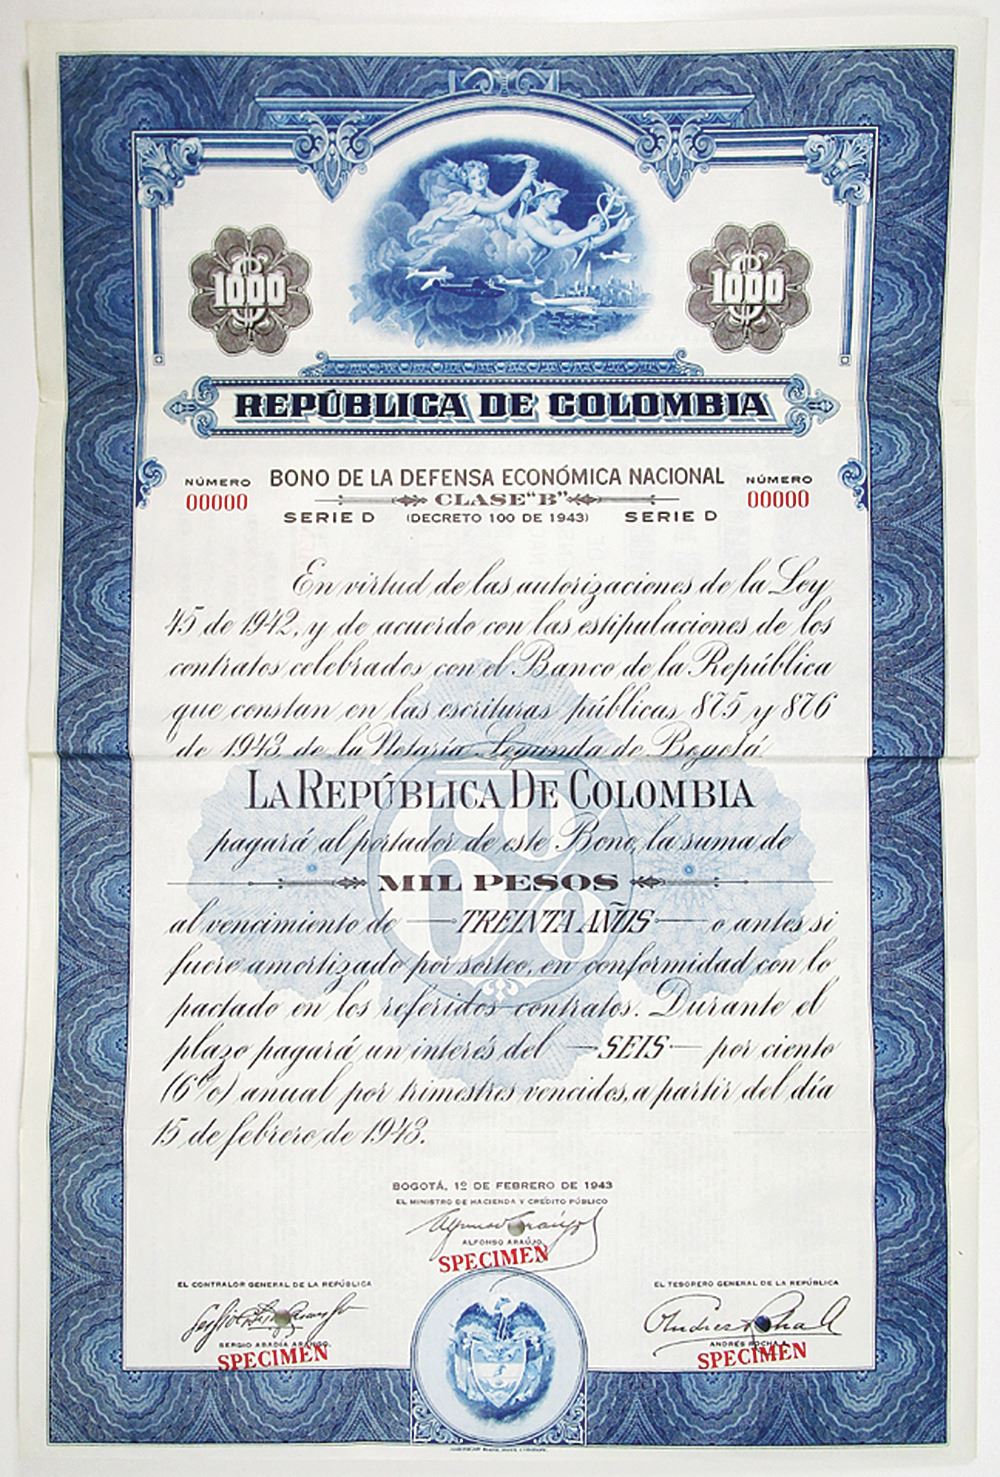 1000
1000
REPÚBLICA DE COLOMBIA
NÚMERO
00000
BONO DE LA DEFENSA ECONÓMICA NACIONAL
NÚMERO
00000
CLASE "B"
SERIE D (DECRETO 100 DE 1943) SERIE D
En virtud de las autorizaciones de la Ley
45 de 1942, y de acuerdo con las estipulaciones de los
contratos celebrados con el Banco de la República
que constan en las escrituras públicas 875 y 876
de 1943 de la Notaría Segunda de Bogotá
LA REPÚBLICA DE COLOMBIA
pagará al portador de este Bono, la suma de
MIL PESOS
al vencimiento de — TREINTA AÑOS — o antes si
fuere amortizado por sorteo, en conformidad con lo
pactado en los referidos contratos. Durante el
plazo pagará un interés del — SEIS — por ciento
(6%) anual por trimestres vencidos, a partir del día
15 de febrero de 1943.
6%
BOGOTÁ, 12 DE FEBRERO DE 1943
EL MINISTRO DE HACIENDA Y CRÉDITO PÚBLICO
ALFONSO ARAÚJO
SPECIMEN
EL CONTRALOR GENERAL DE LA REPÚBLICA
SERGIO ABADÍA ARANGO
SPECIMEN
EL TESORERO GENERAL DE LA REPÚBLICA
ANDRÉS ROCHA A.
SPECIMEN
AMERICAN BANK NOTE COMPANY.